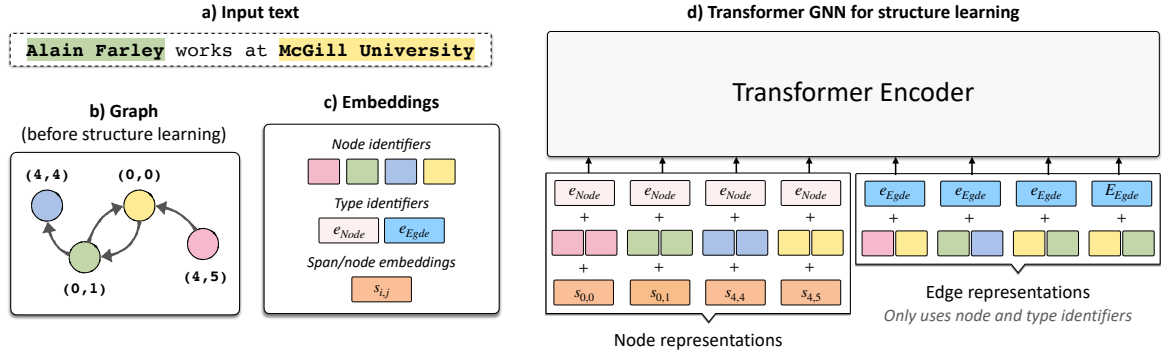 a) Input text
Alain Farley works at McGill University
b) Graph
(before structure learning)
(4,4)
(0,0)
(0,1)
(4,5)
c) Embeddings
Node identifiers
Type identifiers
e_Node e_Egde
Span/node embeddings
s_i,j
d) Transformer GNN for structure learning
Transformer Encoder
e_Node e_Node e_Node e_Node e_Egde e_Egde e_Egde E_Egde
+ + + + + + + +
+ + + +
s_0,0 s_0,1 s_4,4 s_4,5
Node representations
Edge representations
Only uses node and type identifiers